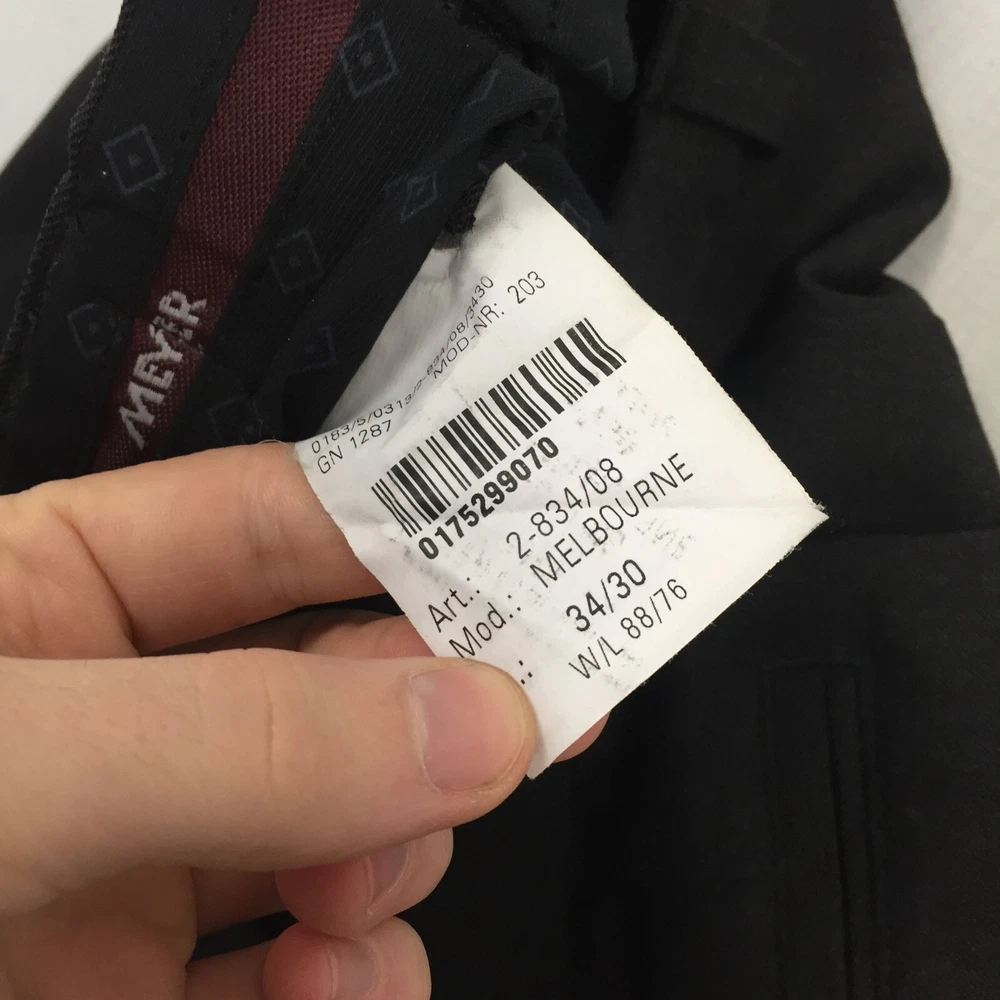 MEYER
0183/5/0313/2-834/08/3430
GN 1287 MOD-NR: 203
0175299070
Art.: 2-834/08
Mod.: MELBOURNE
.: 34/30
W/L 88/76